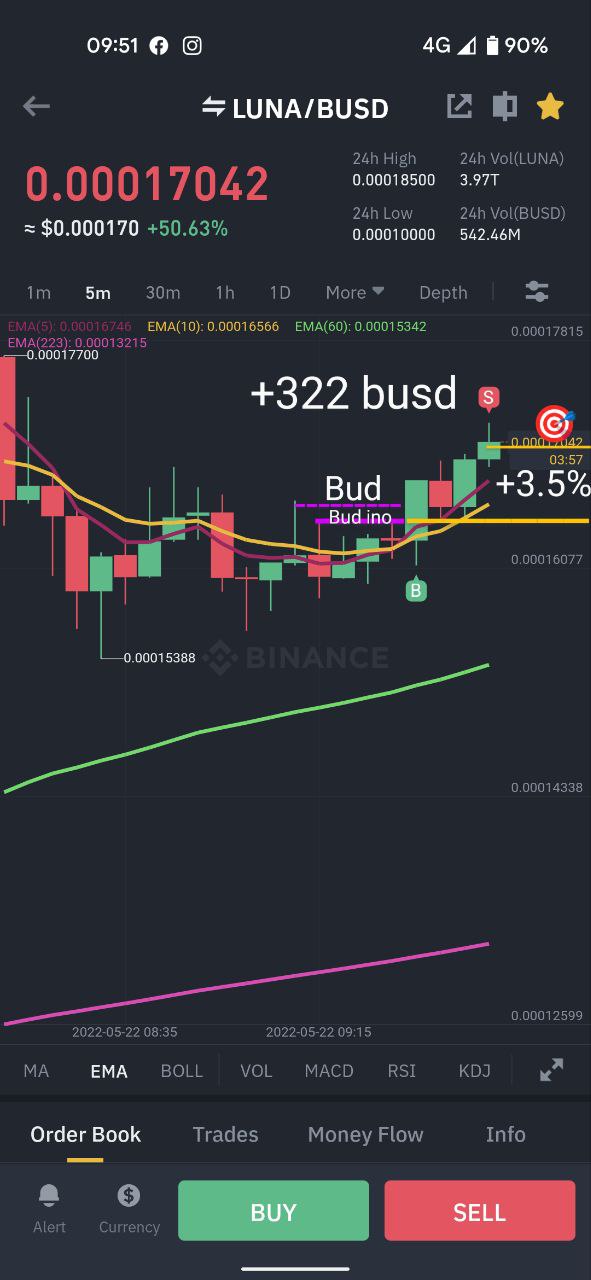 09:51
4G 90%
LUNA/BUSD
0.00017042
≈ $0.000170 +50.63%
24h High
0.00018500
24h Vol(LUNA)
3.97T
24h Low
0.00010000
24h Vol(BUSD)
542.46M
1m 5m 30m 1h 1D More Depth
EMA(5): 0.00016746 EMA(10): 0.00016566 EMA(60): 0.00015342
EMA(223): 0.00013215
0.00017815
0.00017700
+322 busd
S
0.00017042
03:57
+3.5%
Bud
Bud ino
0.00016077
B
0.00015388
BINANCE
0.00014338
0.00012599
2022-05-22 08:35 2022-05-22 09:15
MA EMA BOLL VOL MACD RSI KDJ
Order Book Trades Money Flow Info
Alert Currency BUY SELL